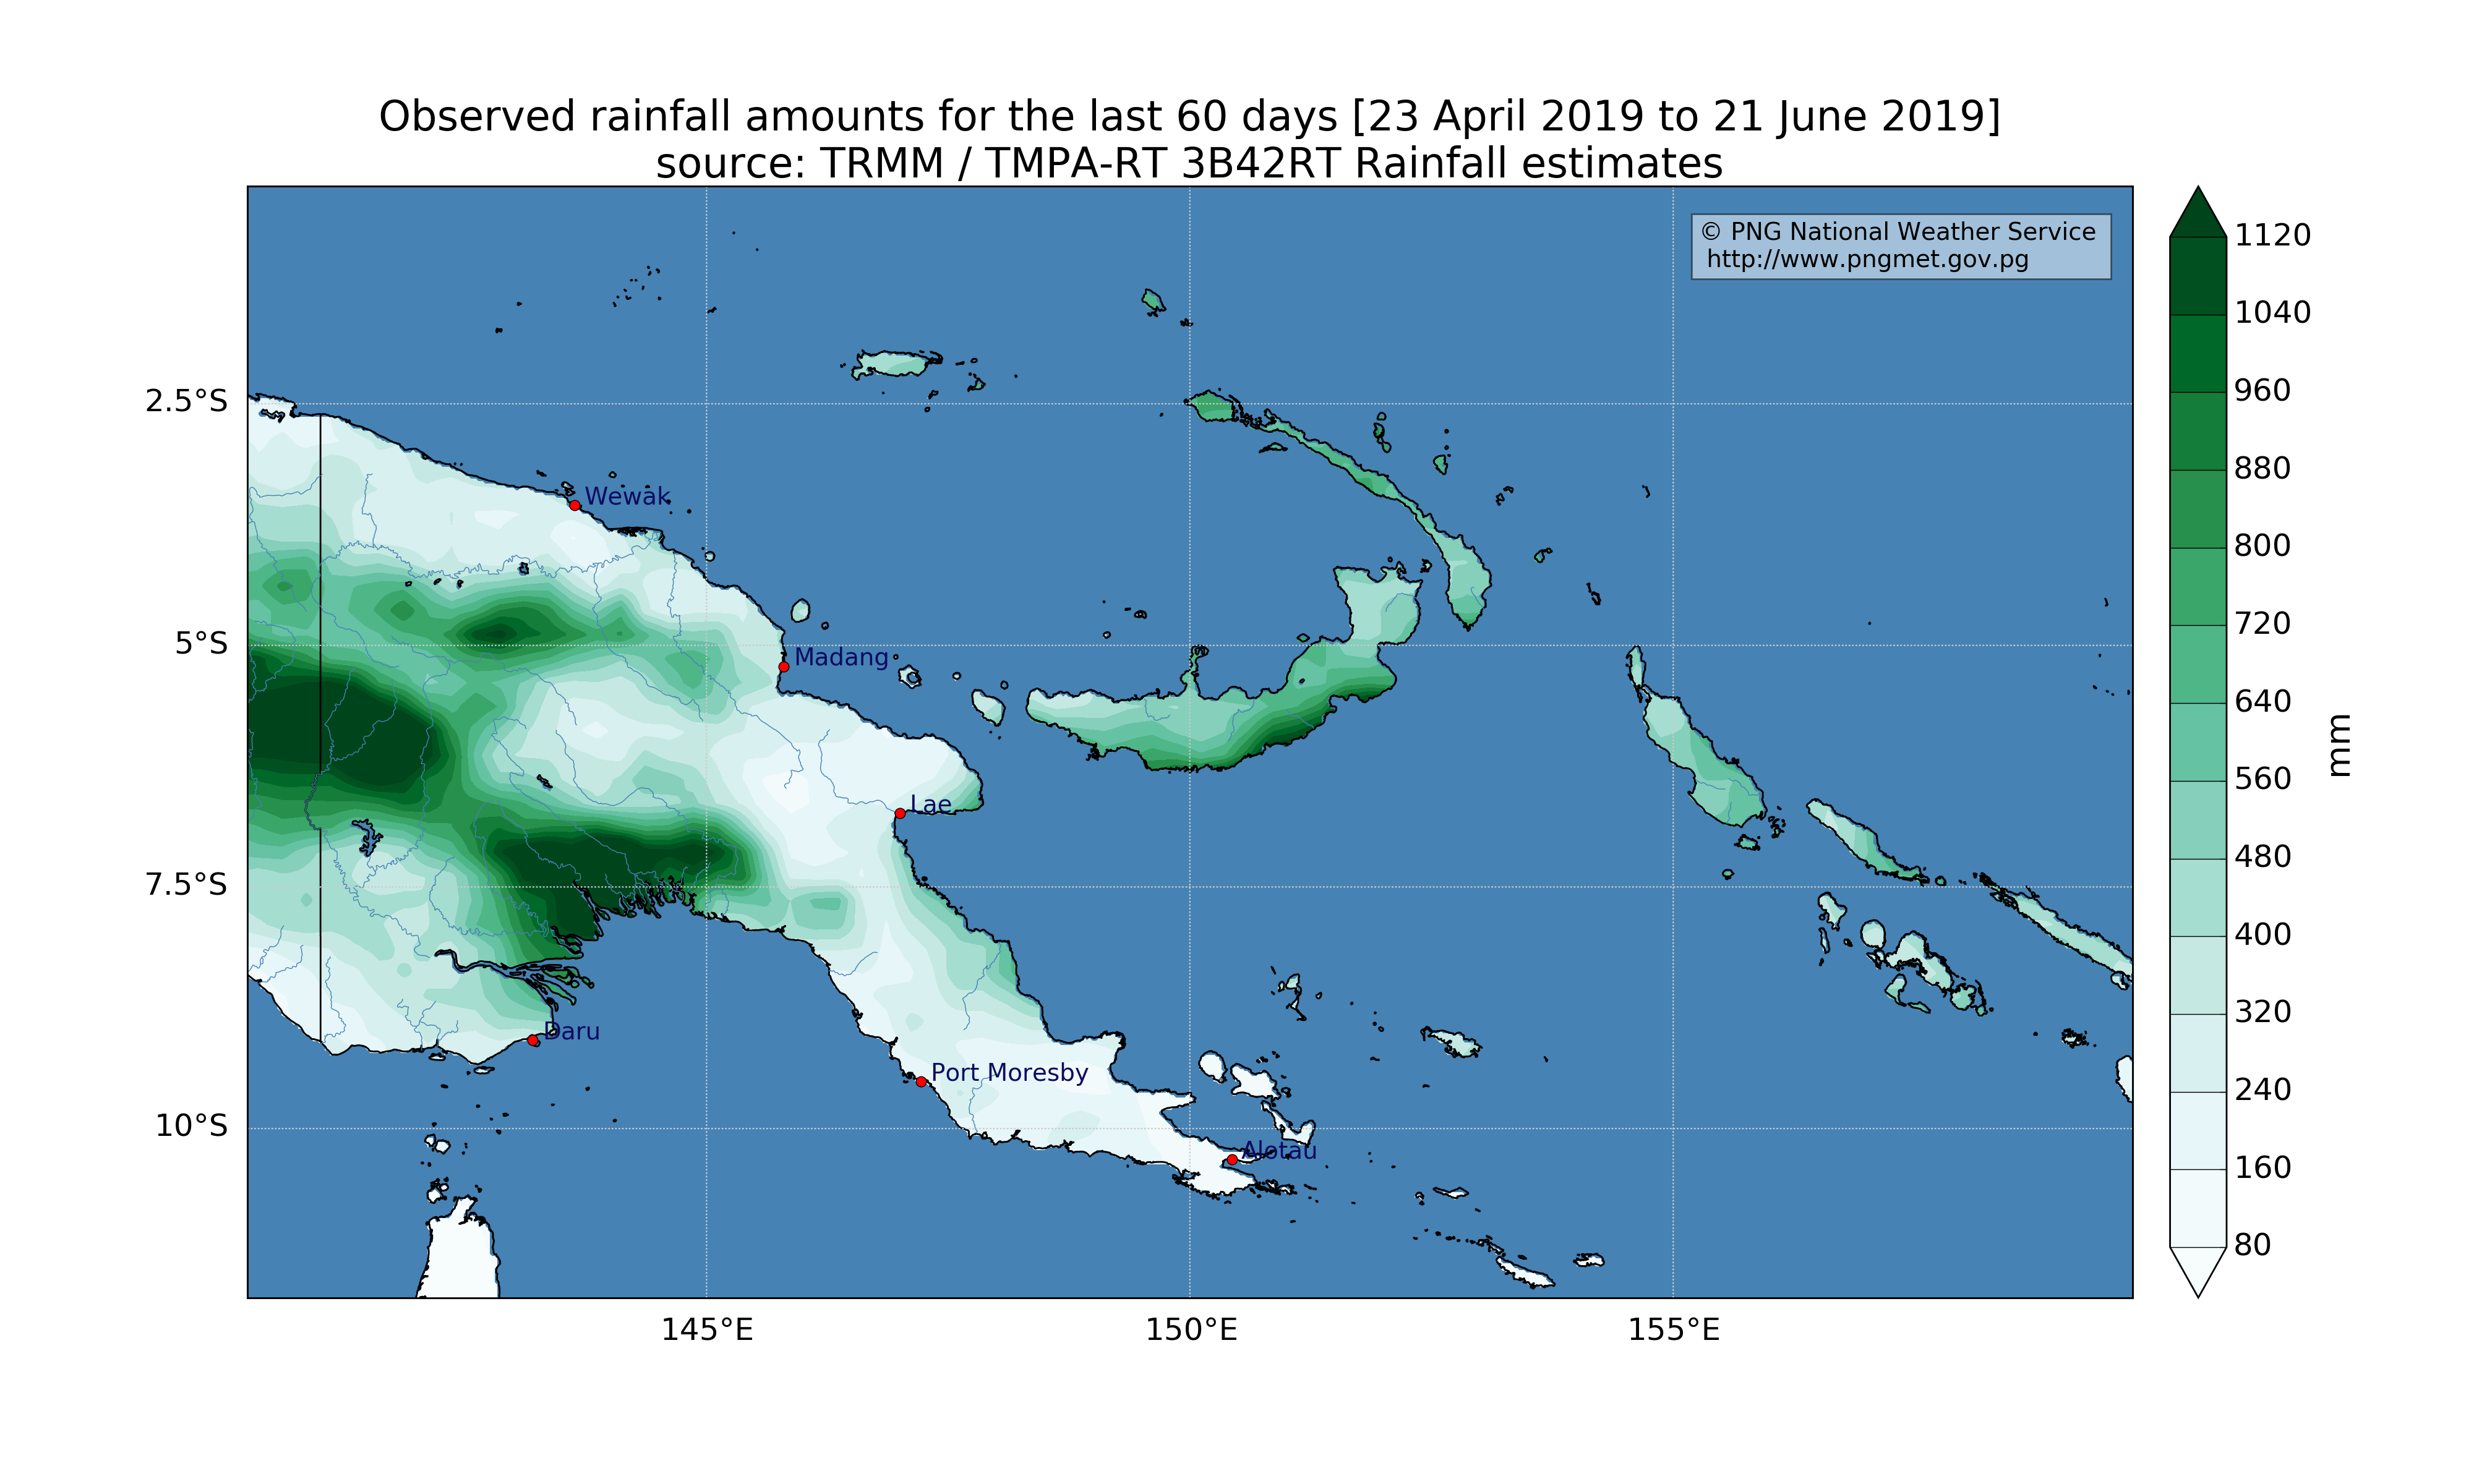 Observed rainfall amounts for the last 60 days [23 April 2019 to 21 June 2019]
source: TRMM / TMPA-RT 3B42RT Rainfall estimates
© PNG National Weather Service
http://www.pngmet.gov.pg
1120
1040
960
880
800
720
640
560
480
400
320
240
160
80
mm
2.5°S
5°S
7.5°S
10°S
Wewak
Madang
Lae
Daru
Port Moresby
Alotau
145°E
150°E
155°E